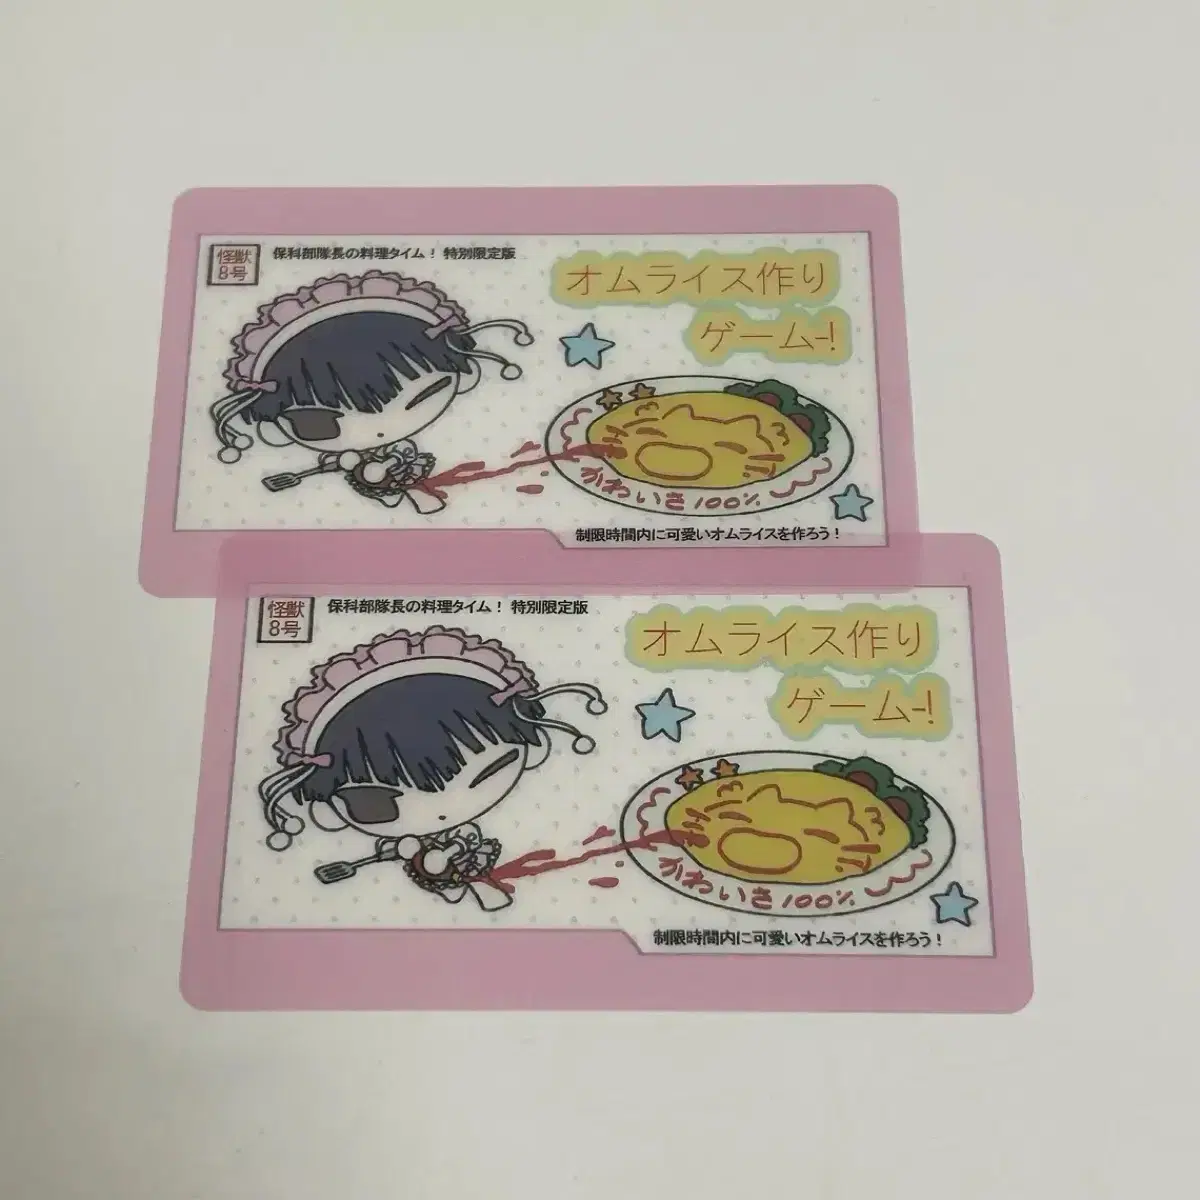 怪獣
8号
保科部隊長の料理タイム！特別限定版
オムライス作り
ゲームー!
かわいさ100%
制限時間内に可愛いオムライスを作ろう！
怪獣
8号
保科部隊長の料理タイム！特別限定版
オムライス作り
ゲームー!
かわいさ100%
制限時間内に可愛いオムライスを作ろう！